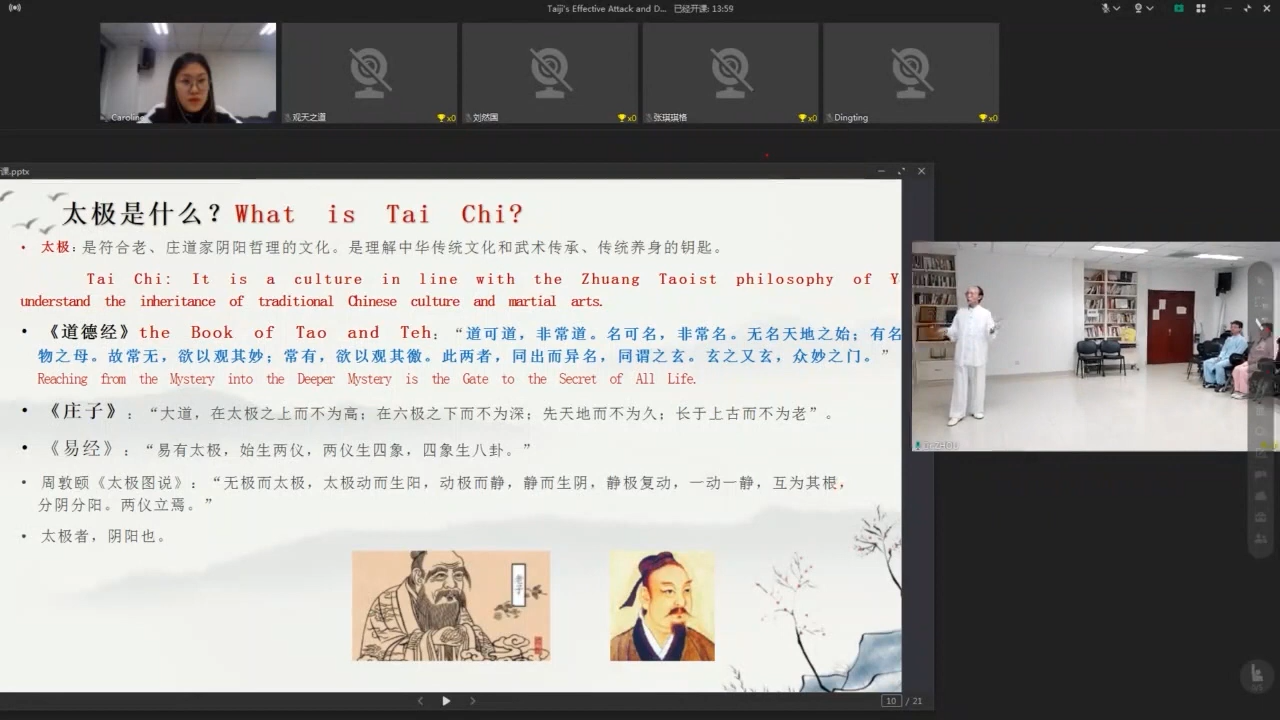 Taiji's Effective Attack and D... 已经开课: 13:59
Carolina
观天之道
x0
刘然国
x0
张琪琪格
x0
Dingting
x0
课.pptx
太极是什么？What is Tai Chi?
• 太极：是符合老、庄道家阴阳哲理的文化。是理解中华传统文化和武术传承、传统养身的钥匙。
Tai Chi: It is a culture in line with the Zhuang Taoist philosophy of Y
understand the inheritance of traditional Chinese culture and martial arts.
• 《道德经》the Book of Tao and Teh：“道可道，非常道。名可名，非常名。无名天地之始；有名
物之母。故常无，欲以观其妙；常有，欲以观其徼。此两者，同出而异名，同谓之玄。玄之又玄，众妙之门。”
Reaching from the Mystery into the Deeper Mystery is the Gate to the Secret of All Life.
• 《庄子》：“大道，在太极之上而不为高；在六极之下而不为深；先天地而不为久；长于上古而不为老”。
• 《易经》：“易有太极，始生两仪，两仪生四象，四象生八卦。”
• 周敦颐《太极图说》：“无极而太极，太极动而生阳，动极而静，静而生阴，静极复动，一动一静，互为其根，
分阴分阳。两仪立焉。”
• 太极者，阴阳也。
老子
10 / 21